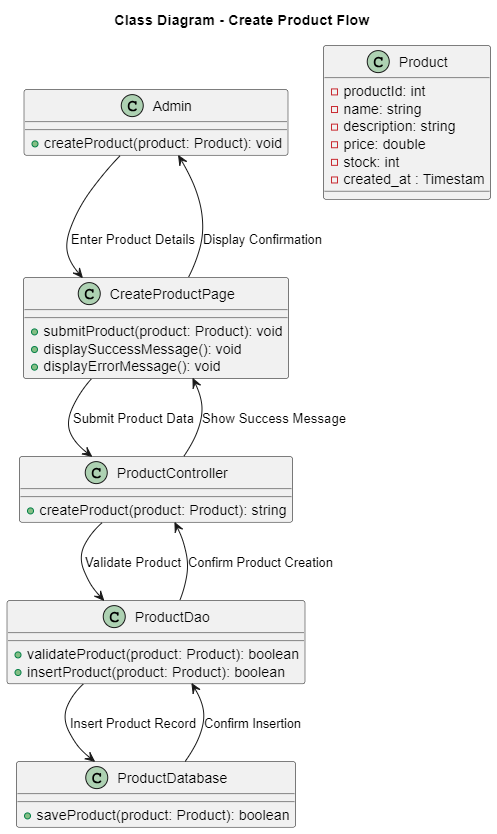 Class Diagram - Create Product Flow
C Product
productId: int
name: string
description: string
price: double
stock: int
created_at : Timestam
C Admin
createProduct(product: Product): void
Enter Product Details
Display Confirmation
C CreateProductPage
submitProduct(product: Product): void
displaySuccessMessage(): void
displayErrorMessage(): void
Submit Product Data
Show Success Message
C ProductController
createProduct(product: Product): string
Validate Product
Confirm Product Creation
C ProductDao
validateProduct(product: Product): boolean
insertProduct(product: Product): boolean
Insert Product Record
Confirm Insertion
C ProductDatabase
saveProduct(product: Product): boolean